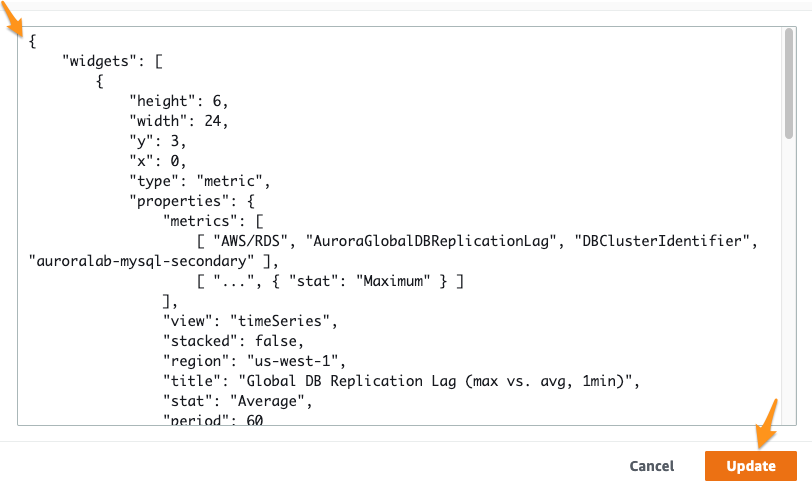 {
    "widgets": [
        {
            "height": 6,
            "width": 24,
            "y": 3,
            "x": 0,
            "type": "metric",
            "properties": {
                "metrics": [
                    [ "AWS/RDS", "AuroraGlobalDBReplicationLag", "DBClusterIdentifier",
"auroralab-mysql-secondary" ],
                    [ "...", { "stat": "Maximum" } ]
                ],
                "view": "timeSeries",
                "stacked": false,
                "region": "us-west-1",
                "title": "Global DB Replication Lag (max vs. avg, 1min)",
                "stat": "Average",
                "period": 60
Cancel
Update